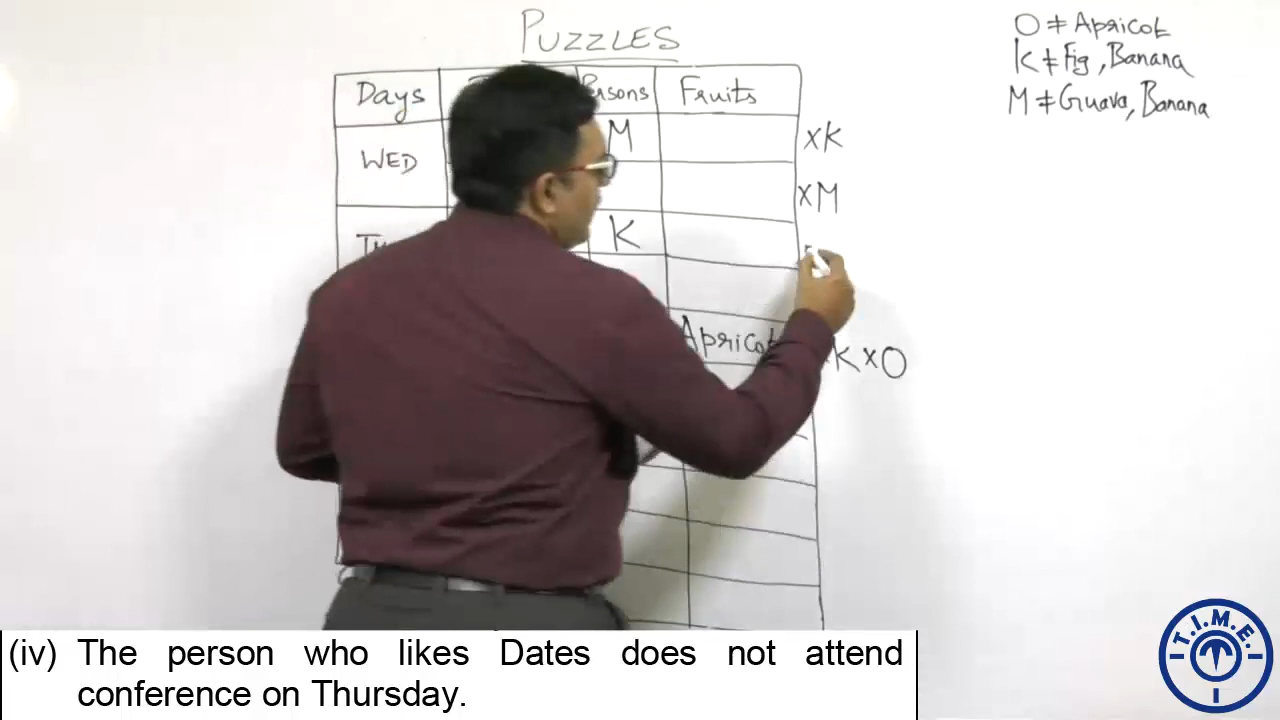 PUZZLES
O ≠ Apricot
K ≠ Fig, Banana
M ≠ Guava, Banana
Days Persons Fruits
WED M xK
xM
K
Apricot K x O
(iv) The person who likes Dates does not attend
conference on Thursday.
T.I.M.E.